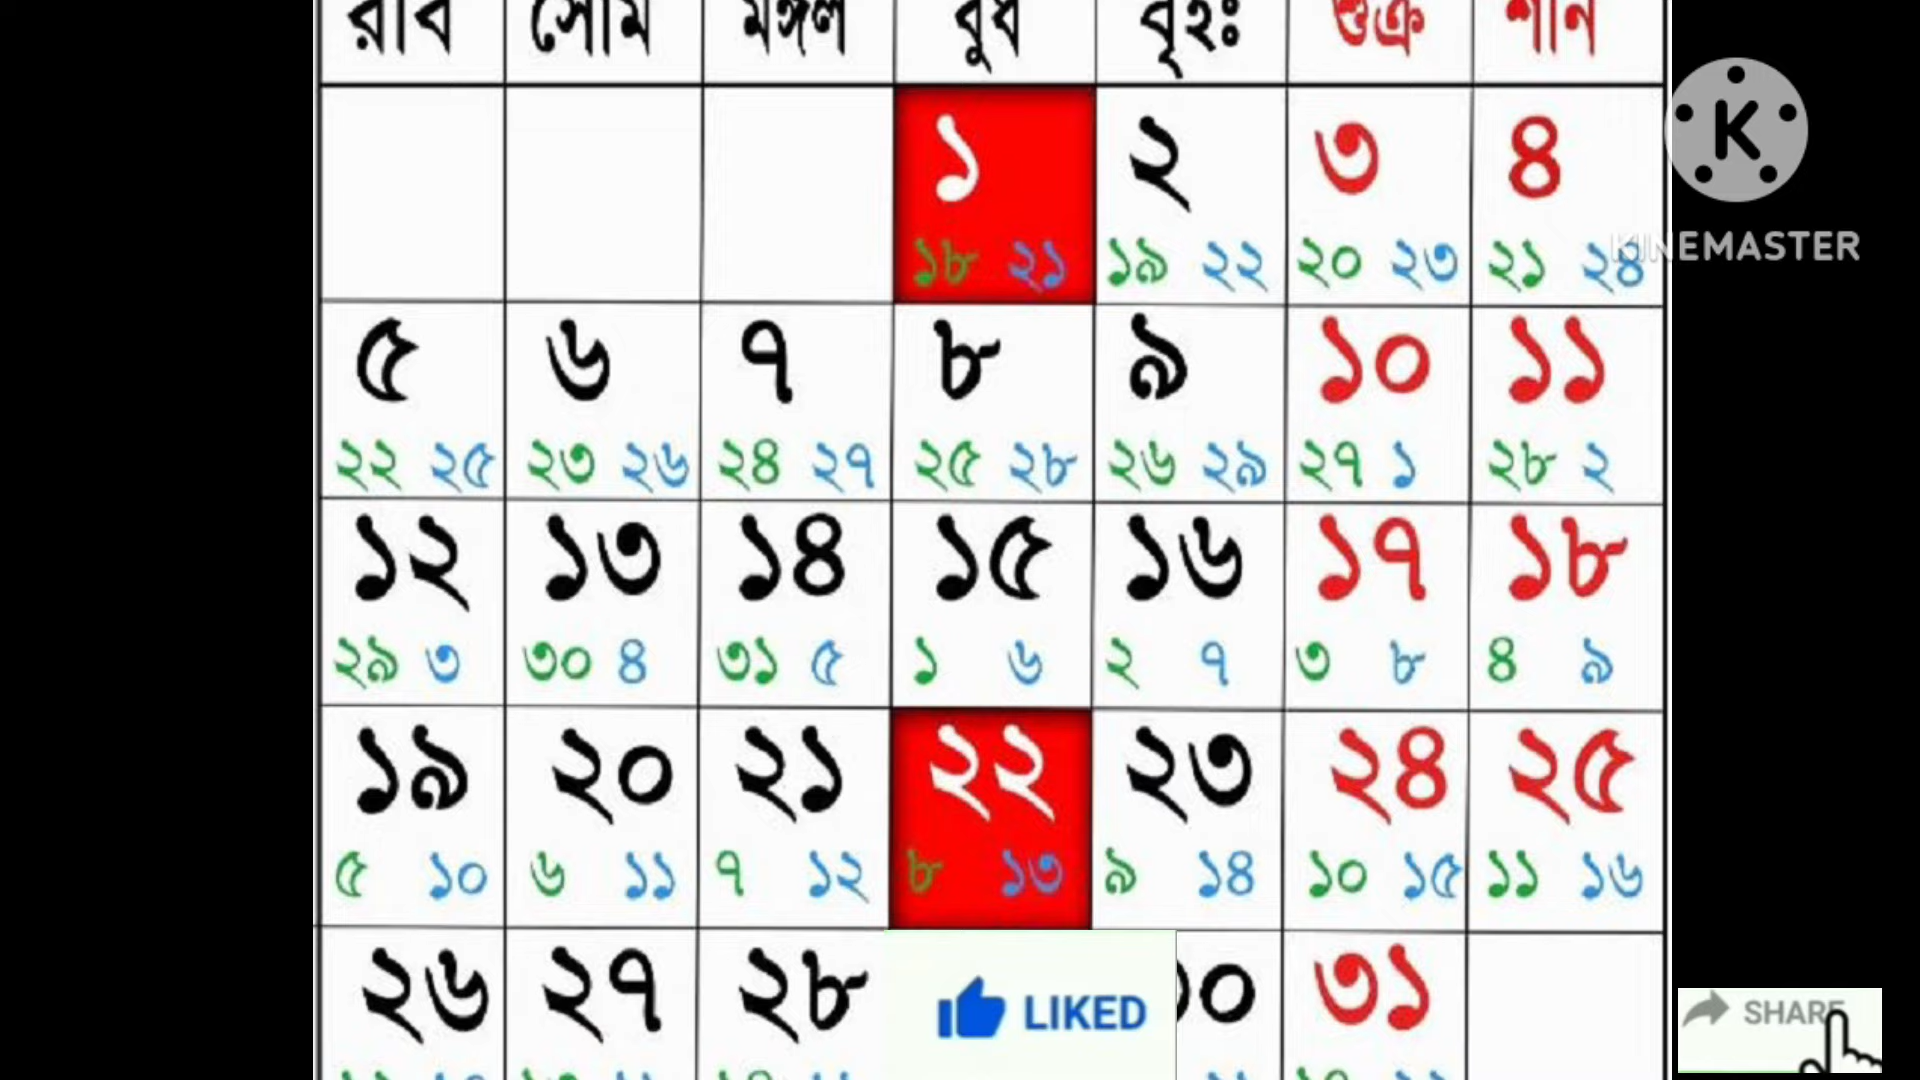 রবি সোম মঙ্গল বুধ বৃহঃ শুক্র শনি
১ ২ ৩ ৪
১৮ ২১ ১৯ ২২ ২০ ২৩ ২১ ২৪
KINEMASTER
৫ ৬ ৭ ৮ ৯ ১০ ১১
২২ ২৫ ২৩ ২৬ ২৪ ২৭ ২৫ ২৮ ২৬ ২৯ ২৭ ১ ২৮ ২
১২ ১৩ ১৪ ১৫ ১৬ ১৭ ১৮
২৯ ৩ ৩০ ৪ ৩১ ৫ ১ ৬ ২ ৭ ৩ ৮ ৪ ৯
১৯ ২০ ২১ ২২ ২৩ ২৪ ২৫
৫ ১০ ৬ ১১ ৭ ১২ ৮ ১৩ ৯ ১৪ ১০ ১৫ ১১ ১৬
২৬ ২৭ ২৮ LIKED ৩১ SHARE